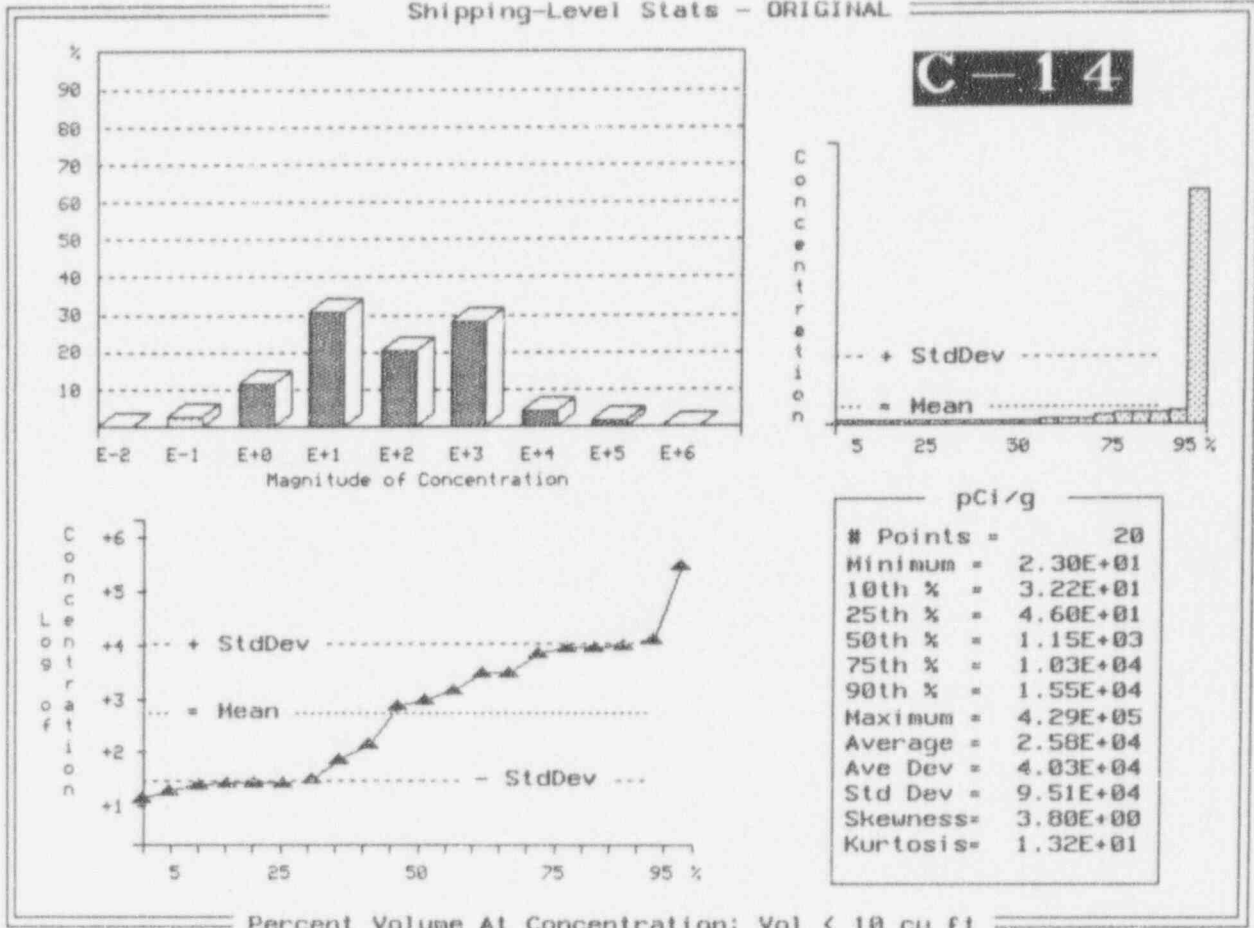 Shipping-Level Stats - ORIGINAL
C-14
%
90
80
70
60
50
40
30
20
10
E-2 E-1 E+0 E+1 E+2 E+3 E+4 E+5 E+6
Magnitude of Concentration
Concentration
+ StdDev
= Mean
5 25 50 75 95 %
Log of Concentration
+6
+5
+4
+3
+2
+1
+ StdDev
= Mean
- StdDev
5 25 50 75 95 %
pCi/g
# Points = 20
Minimum = 2.30E+01
10th % = 3.22E+01
25th % = 4.60E+01
50th % = 1.15E+03
75th % = 1.03E+04
90th % = 1.55E+04
Maximum = 4.29E+05
Average = 2.58E+04
Ave Dev = 4.03E+04
Std Dev = 9.51E+04
Skewness= 3.80E+00
Kurtosis= 1.32E+01
Percent Volume At Concentration: Vol < 10 cu ft